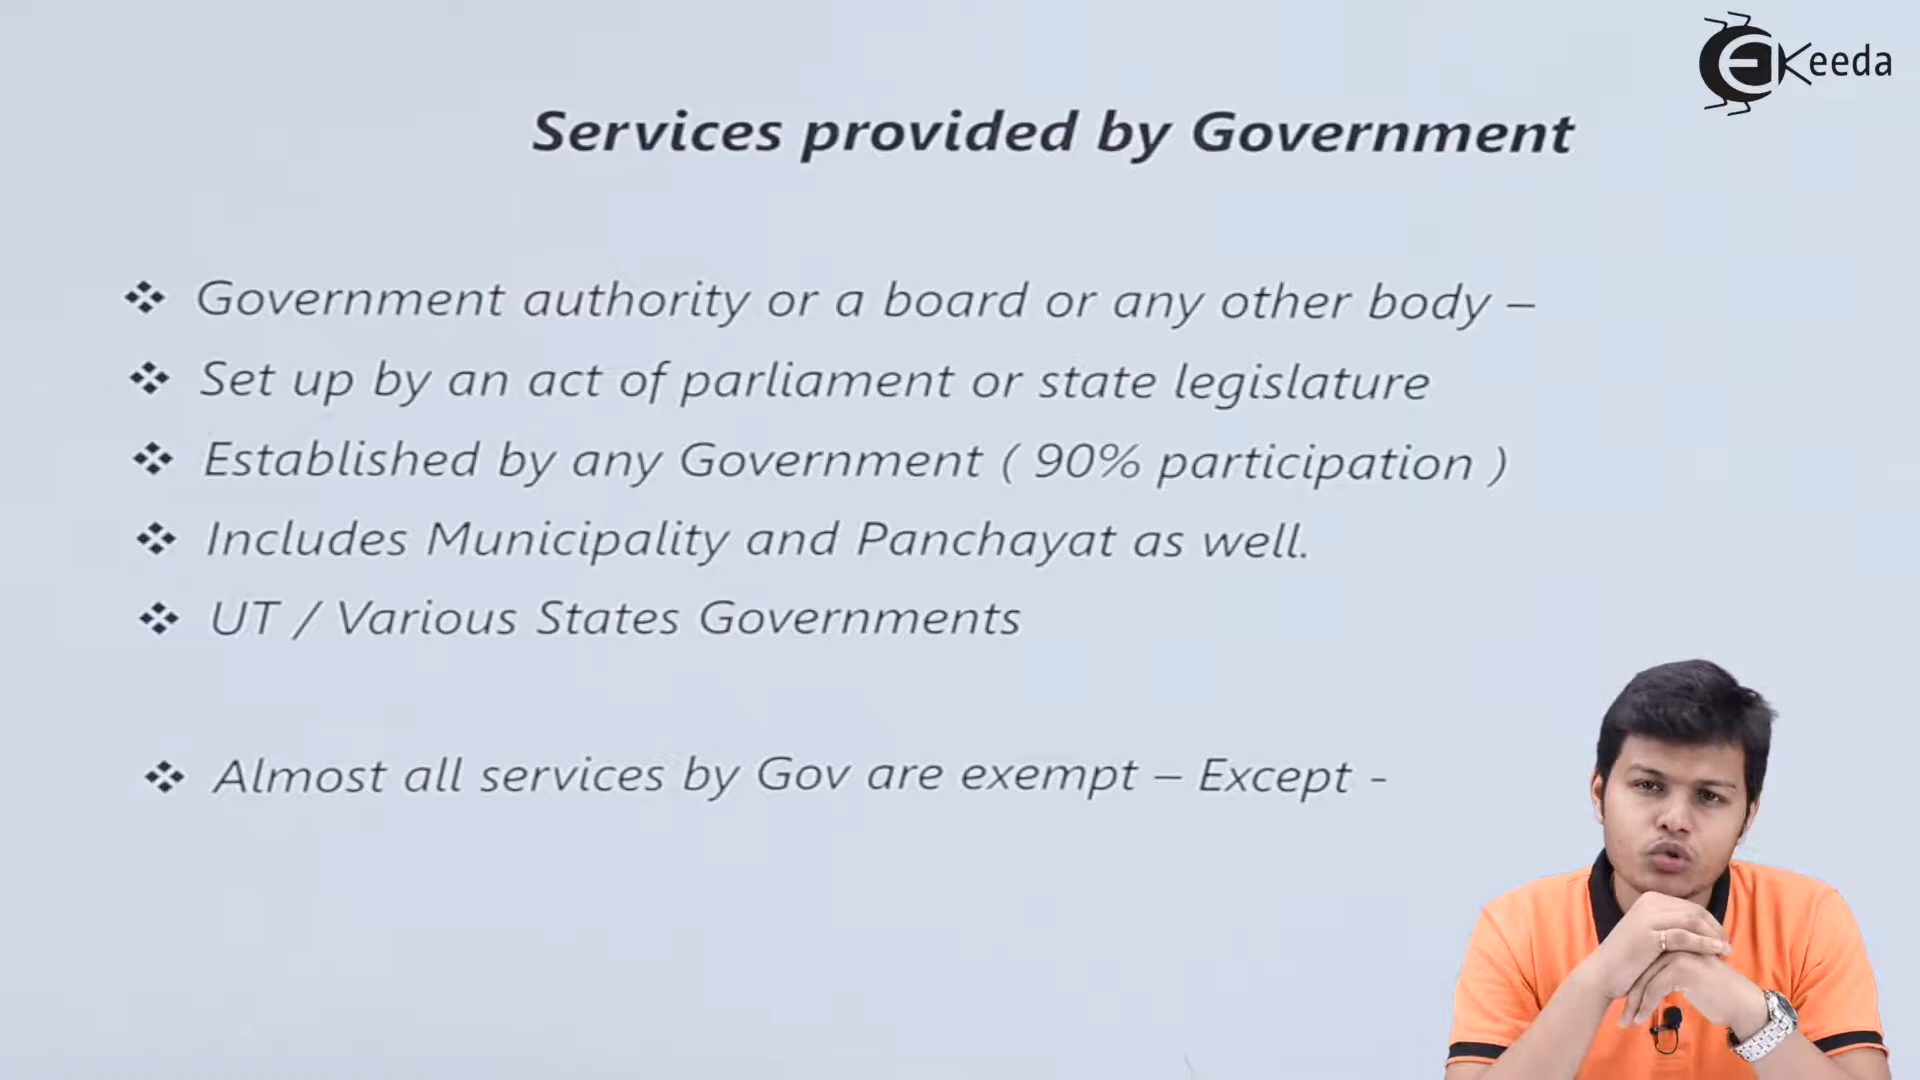 EKeeda
Services provided by Government
Government authority or a board or any other body –
Set up by an act of parliament or state legislature
Established by any Government ( 90% participation )
Includes Municipality and Panchayat as well.
UT / Various States Governments
Almost all services by Gov are exempt – Except -